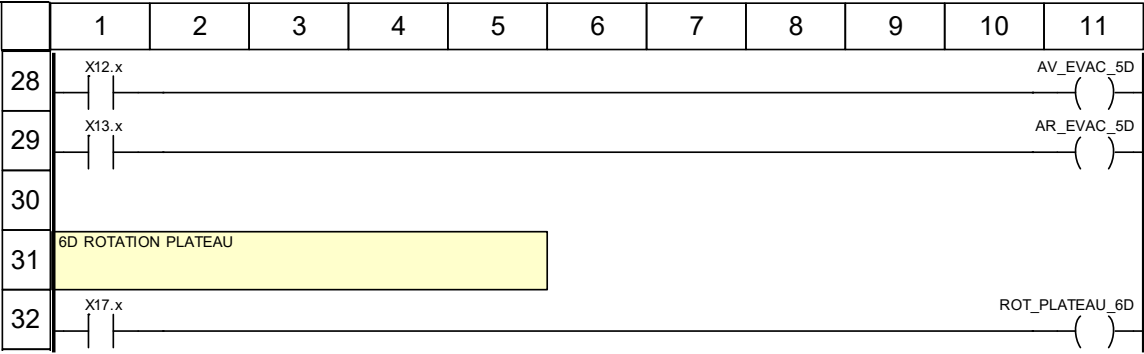 1 2 3 4 5 6 7 8 9 10 11
28 X12.x AV_EVAC_5D
29 X13.x AR_EVAC_5D
30
31 6D ROTATION PLATEAU
32 X17.x ROT_PLATEAU_6D